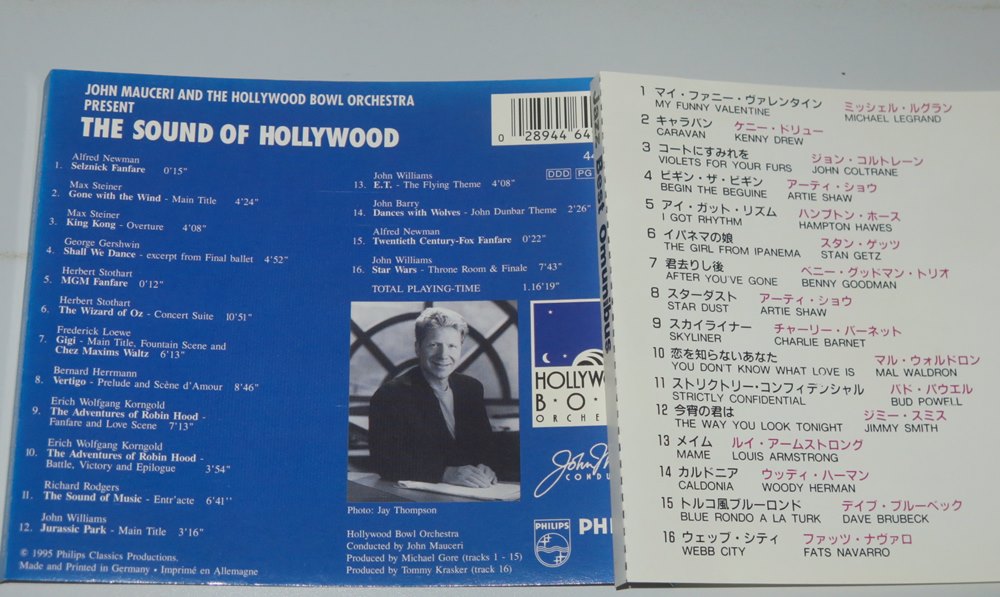 JOHN MAUCERI AND THE HOLLYWOOD BOWL ORCHESTRA
PRESENT
THE SOUND OF HOLLYWOOD
Alfred Newman
1. Selznick Fanfare 0'15"
Max Steiner
2. Gone with the Wind - Main Title 4'24"
Max Steiner
3. King Kong - Overture 4'08"
George Gershwin
4. Shall We Dance - excerpt from Final ballet 4'52"
Herbert Stothart
5. MGM Fanfare 0'12"
Herbert Stothart
6. The Wizard of Oz - Concert Suite 10'51"
Frederick Loewe
7. Gigi - Main Title, Fountain Scene and
Chez Maxims Waltz 6'13"
Bernard Herrmann
8. Vertigo - Prelude and Scène d'Amour 8'46"
Erich Wolfgang Korngold
9. The Adventures of Robin Hood -
Fanfare and Love Scene 7'13"
Erich Wolfgang Korngold
10. The Adventures of Robin Hood -
Battle, Victory and Epilogue 3'54"
Richard Rodgers
11. The Sound of Music - Entr'acte 6'41''
John Williams
12. Jurassic Park - Main Title 3'16"
© 1995 Philips Classics Productions.
Made and Printed in Germany • Imprimé en Allemagne
0 28944 64
44
DDD PG
John Williams
13. E.T. - The Flying Theme 4'08"
John Barry
14. Dances with Wolves - John Dunbar Theme 2'26"
Alfred Newman
15. Twentieth Century-Fox Fanfare 0'22"
John Williams
16. Star Wars - Throne Room & Finale 7'43"
TOTAL PLAYING-TIME 1.16'19"
HOLLYW
B·O
ORCHE
John M
CONDU
Photo: Jay Thompson
Hollywood Bowl Orchestra
Conducted by John Mauceri
Produced by Michael Gore (tracks 1 - 15)
Produced by Tommy Krasker (track 16)
PHILIPS
PHI
Best Omnibus
1 マイ・ファニー・ヴァレンタイン ミッシェル・ルグラン
MY FUNNY VALENTINE MICHAEL LEGRAND
2 キャラバン ケニー・ドリュー
CARAVAN KENNY DREW
3 コートにすみれを ジョン・コルトレーン
VIOLETS FOR YOUR FURS JOHN COLTRANE
4 ビギン・ザ・ビギン アーティ・ショウ
BEGIN THE BEGUINE ARTIE SHAW
5 アイ・ガット・リズム ハンプトン・ホース
I GOT RHYTHM HAMPTON HAWES
6 イパネマの娘 スタン・ゲッツ
THE GIRL FROM IPANEMA STAN GETZ
7 君去りし後 ベニー・グッドマン・トリオ
AFTER YOU'VE GONE BENNY GOODMAN
8 スターダスト アーティ・ショウ
STAR DUST ARTIE SHAW
9 スカイライナー チャーリー・バーネット
SKYLINER CHARLIE BARNET
10 恋を知らないあなた マル・ウォルドロン
YOU DON'T KNOW WHAT LOVE IS MAL WALDRON
11 ストリクトリー・コンフィデンシャル バド・パウエル
STRICTLY CONFIDENTIAL BUD POWELL
12 今宵の君は ジミー・スミス
THE WAY YOU LOOK TONIGHT JIMMY SMITH
13 メイム ルイ・アームストロング
MAME LOUIS ARMSTRONG
14 カルドニア ウッディ・ハーマン
CALDONIA WOODY HERMAN
15 トルコ風ブルーロンド デイブ・ブルーベック
BLUE RONDO A LA TURK DAVE BRUBECK
16 ウェッブ・シティ ファッツ・ナヴァロ
WEBB CITY FATS NAVARRO